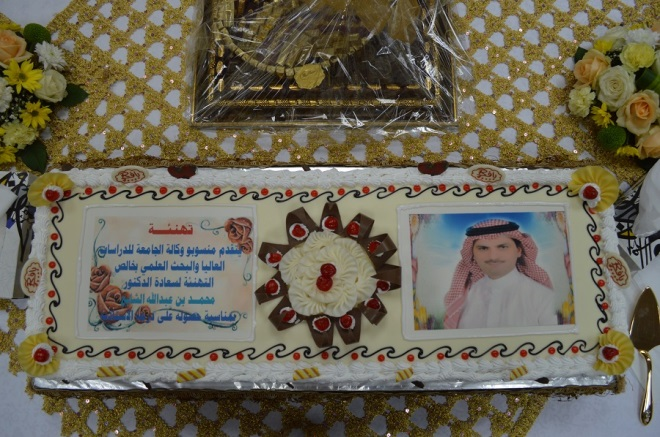 تهنئة
يتقدم منسوبو وكالة الجامعة للدراسات
العليا والبحث العلمي بخالص
التهنئة لسعادة الدكتور
محمد بن عبدالله
بمناسبة حصوله على